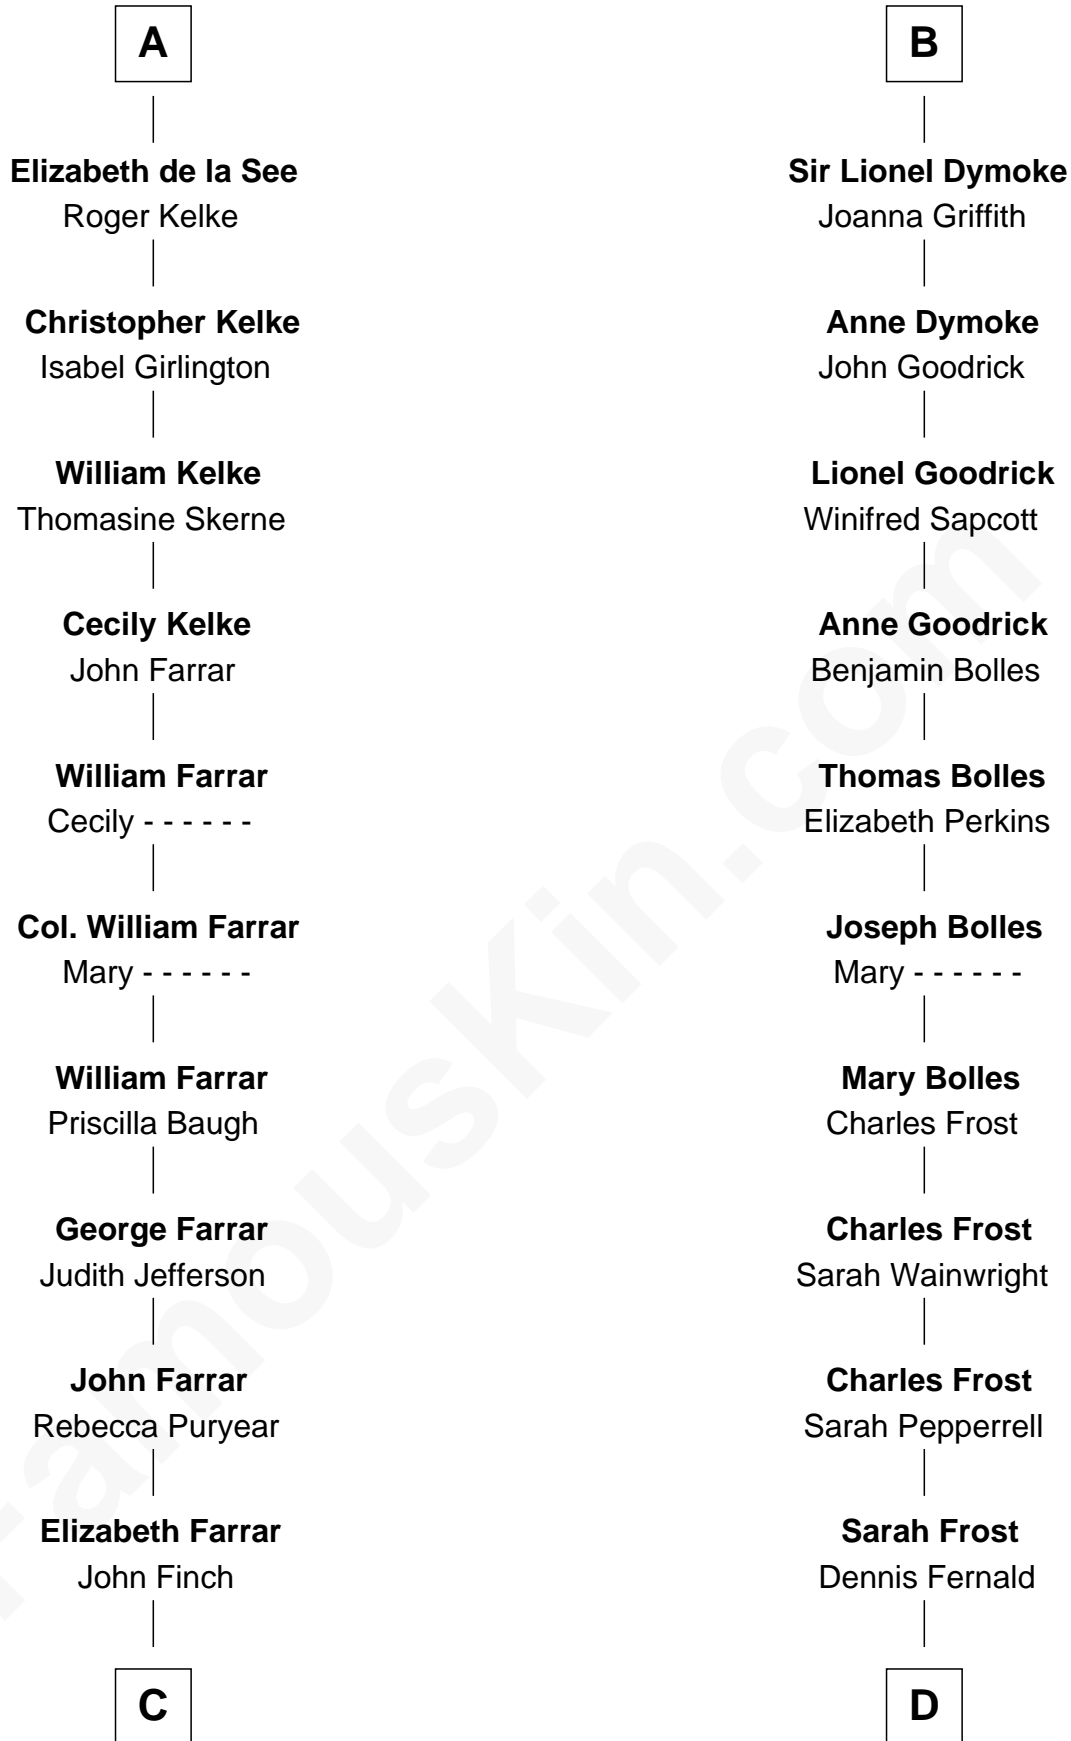 A
Elizabeth de la See
Roger Kelke
Christopher Kelke
Isabel Girlington
William Kelke
Thomasine Skerne
Cecily Kelke
John Farrar
William Farrar
Cecily - - - - - -
Col. William Farrar
Mary - - - - - -
William Farrar
Priscilla Baugh
George Farrar
Judith Jefferson
John Farrar
Rebecca Puryear
Elizabeth Farrar
John Finch
C
B
Sir Lionel Dymoke
Joanna Griffith
Anne Dymoke
John Goodrick
Lionel Goodrick
Winifred Sapcott
Anne Goodrick
Benjamin Bolles
Thomas Bolles
Elizabeth Perkins
Joseph Bolles
Mary - - - - - -
Mary Bolles
Charles Frost
Charles Frost
Sarah Wainwright
Charles Frost
Sarah Pepperrell
Sarah Frost
Dennis Fernald
D
FamousKin.com